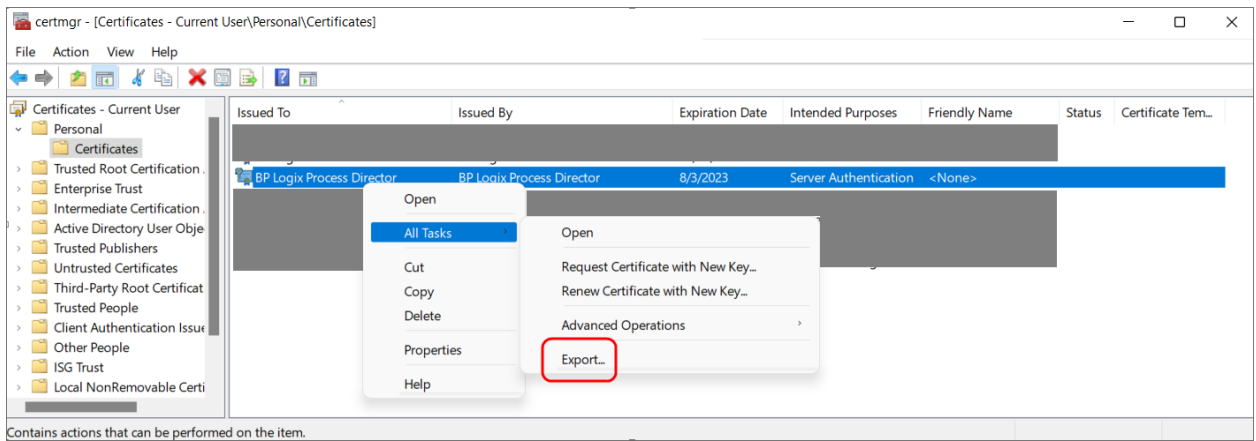 certmgr - [Certificates - Current User\Personal\Certificates]
File Action View Help
Certificates - Current User
Personal
Certificates
Trusted Root Certification
Enterprise Trust
Intermediate Certification
Active Directory User Obje
Trusted Publishers
Untrusted Certificates
Third-Party Root Certificat
Trusted People
Client Authentication Issue
Other People
ISG Trust
Local NonRemovable Certi
Issued To Issued By Expiration Date Intended Purposes Friendly Name Status Certificate Tem...
BP Logix Process Director BP Logix Process Director 8/3/2023 Server Authentication <None>
Open
All Tasks
Cut
Copy
Delete
Properties
Help
Open
Request Certificate with New Key...
Renew Certificate with New Key...
Advanced Operations
Export...
Contains actions that can be performed on the item.